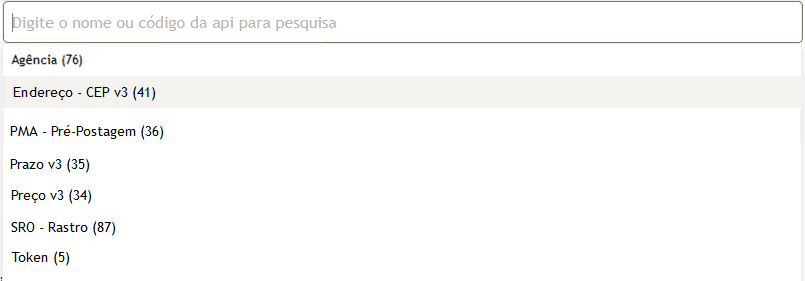 Digite o nome ou código da api para pesquisa
Agência (76)
Endereço - CEP v3 (41)
PMA - Pré-Postagem (36)
Prazo v3 (35)
Preço v3 (34)
SRO - Rastro (87)
Token (5)